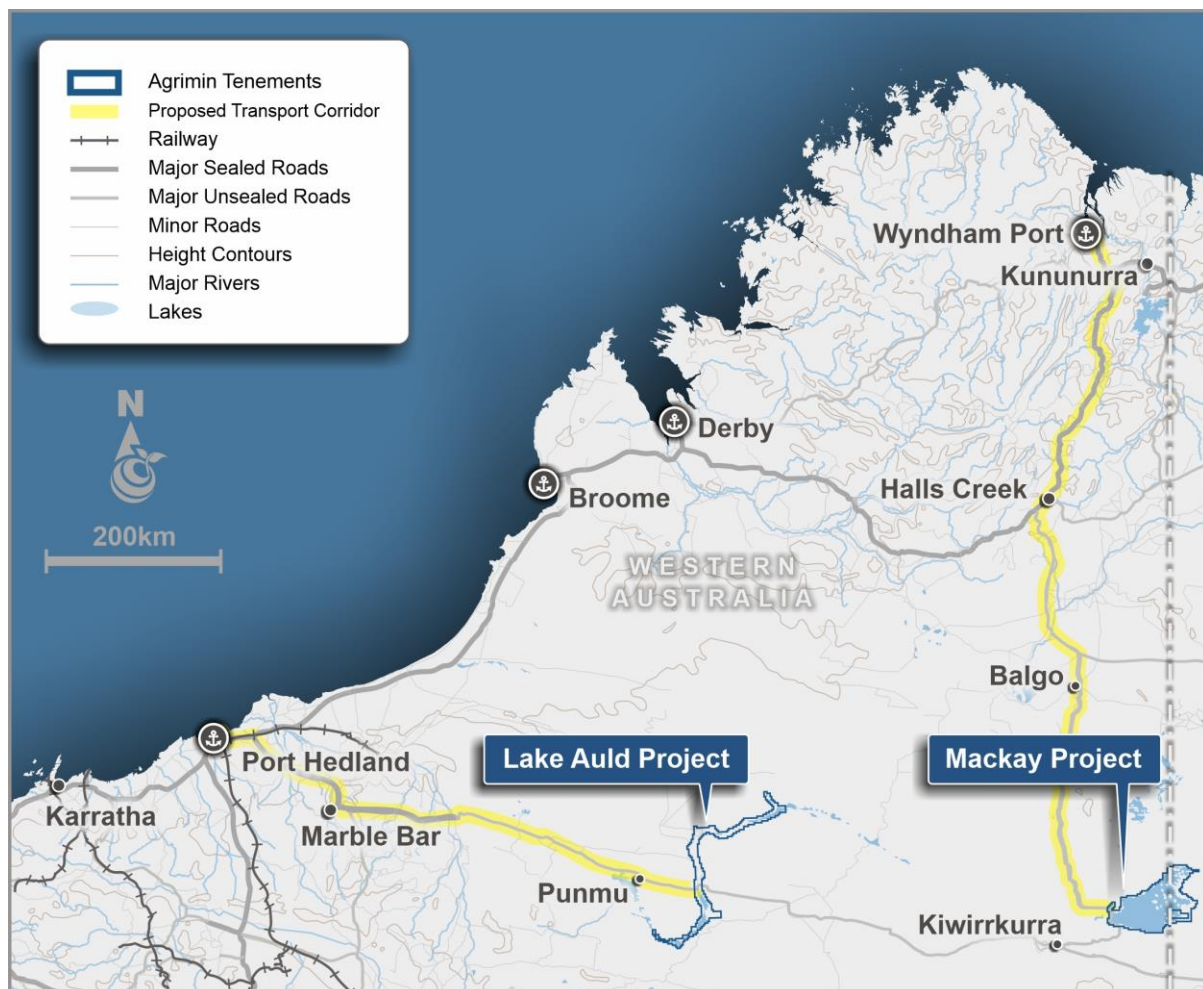 Agrimin Tenements
Proposed Transport Corridor
Railway
Major Sealed Roads
Major Unsealed Roads
Minor Roads
Height Contours
Major Rivers
Lakes
N
200km
Wyndham Port
Kununurra
Derby
Broome
Halls Creek
WESTERN
AUSTRALIA
Balgo
Port Hedland
Karratha
Marble Bar
Lake Auld Project
Mackay Project
Punmu
Kiwirrkurra